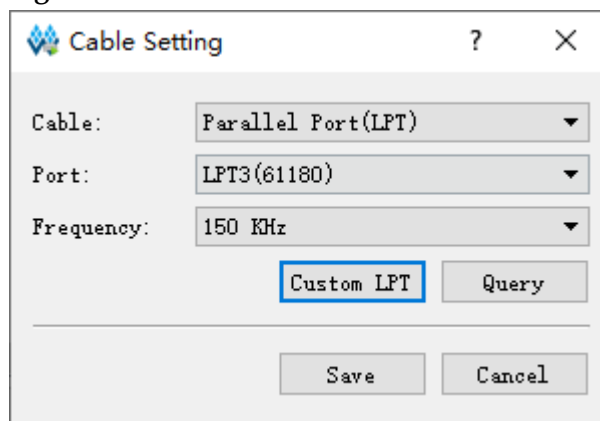 Cable Setting ? ×
Cable: Parallel Port(LPT)
Port: LPT3(61180)
Frequency: 150 KHz
Custom LPT Query
Save Cancel